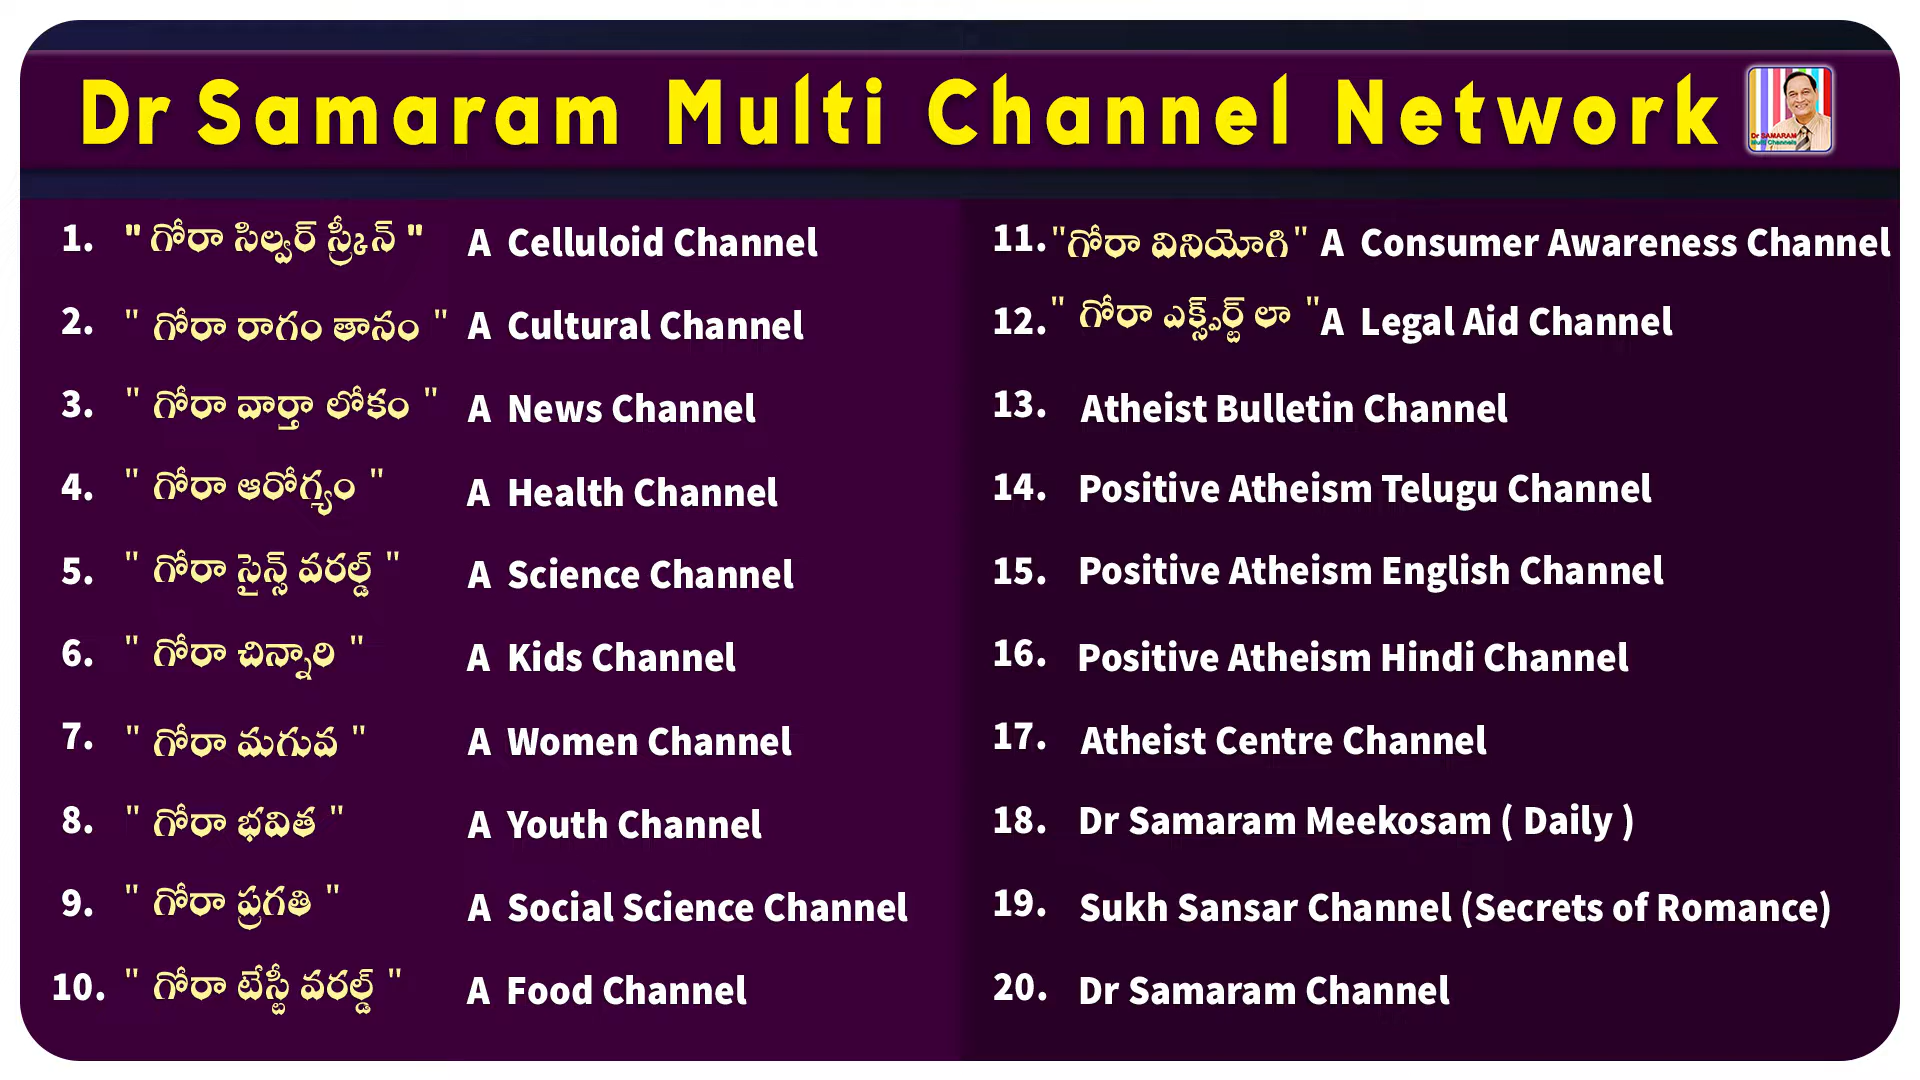 Dr Samaram Multi Channel Network
Dr SAMARAM
Multi Channels
1. " గోరా సిల్వర్ స్క్రీన్ " A Celluloid Channel
2. " గోరా రాగం తానం " A Cultural Channel
3. " గోరా వార్తా లోకం " A News Channel
4. " గోరా ఆరోగ్యం " A Health Channel
5. " గోరా సైన్స్ వరల్డ్ " A Science Channel
6. " గోరా చిన్నారి " A Kids Channel
7. " గోరా మగువ " A Women Channel
8. " గోరా భవిత " A Youth Channel
9. " గోరా ప్రగతి " A Social Science Channel
10. " గోరా టేస్టీ వరల్డ్ " A Food Channel
11. "గోరా వినియోగి" A Consumer Awareness Channel
12. " గోరా ఎక్స్పర్ట్ లా " A Legal Aid Channel
13. Atheist Bulletin Channel
14. Positive Atheism Telugu Channel
15. Positive Atheism English Channel
16. Positive Atheism Hindi Channel
17. Atheist Centre Channel
18. Dr Samaram Meekosam ( Daily )
19. Sukh Sansar Channel (Secrets of Romance)
20. Dr Samaram Channel